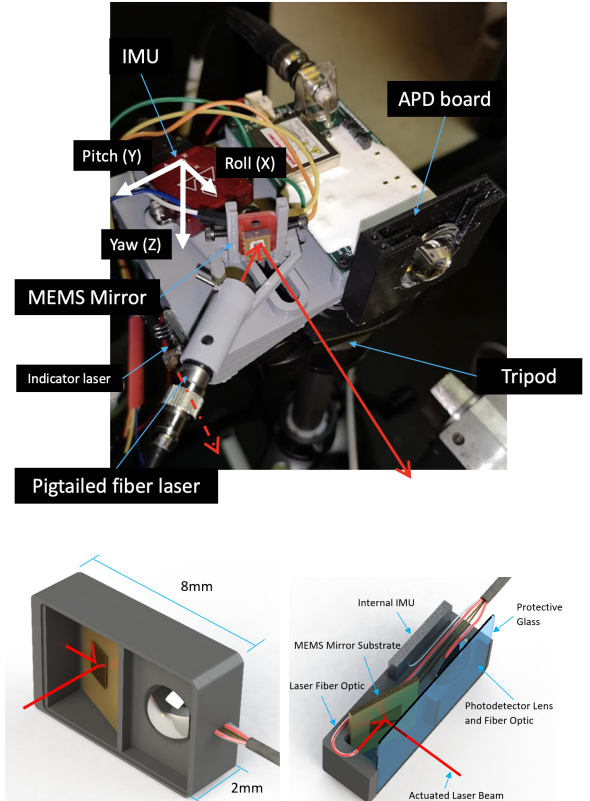 IMU
APD board
Pitch (Y)
Roll (X)
Yaw (Z)
MEMS Mirror
Indicator laser
Tripod
Pigtailed fiber laser
8mm
2mm
Internal IMU
Protective
Glass
MEMS Mirror Substrate
Laser Fiber Optic
Photodetector Lens
and Fiber Optic
Actuated Laser Beam